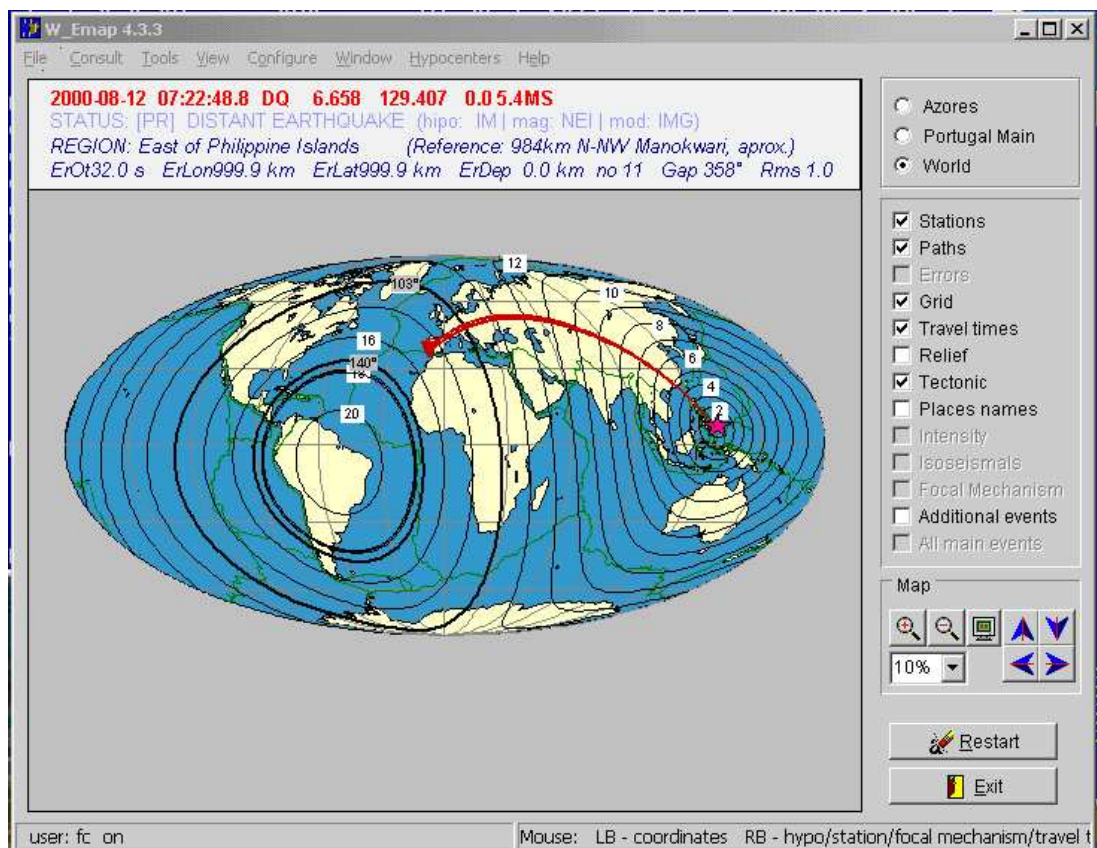 W_Emap 4.3.3
File Consult Tools View Configure Window Hypocenters Help
2000-08-12 07:22:48.8 DQ 6.658 129.407 0.0 5.4MS
STATUS: [PR] DISTANT EARTHQUAKE (hipo: IM | mag: NEI | mod: IMG)
REGION: East of Philippine Islands (Reference: 984km N-NW Manokwari, aprox.)
ErOt32.0 s ErLon999.9 km ErLat999.9 km ErDep 0.0 km no 11 Gap 358° Rms 1.0
12
103°
10
8
16
6
140°
4
20
2
Azores
Portugal Main
World
Stations
Paths
Errors
Grid
Travel times
Relief
Tectonic
Places names
Intensity
Isoseismals
Focal Mechanism
Additional events
All main events
Map
10%
Restart
Exit
user: fc on
Mouse: LB - coordinates RB - hypo/station/focal mechanism/travel t